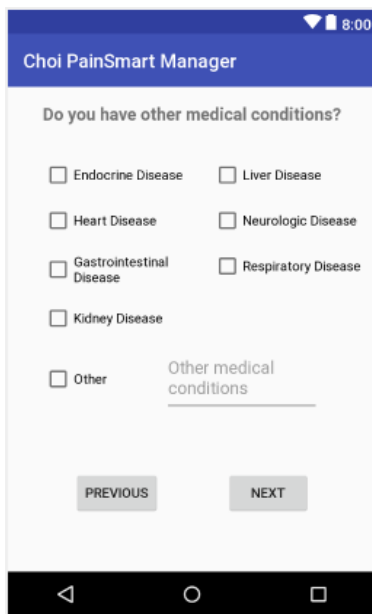 8:00
Choi PainSmart Manager
Do you have other medical conditions?
Endocrine Disease
Liver Disease
Heart Disease
Neurologic Disease
Gastrointestinal
Disease
Respiratory Disease
Kidney Disease
Other
Other medical
conditions
PREVIOUS
NEXT